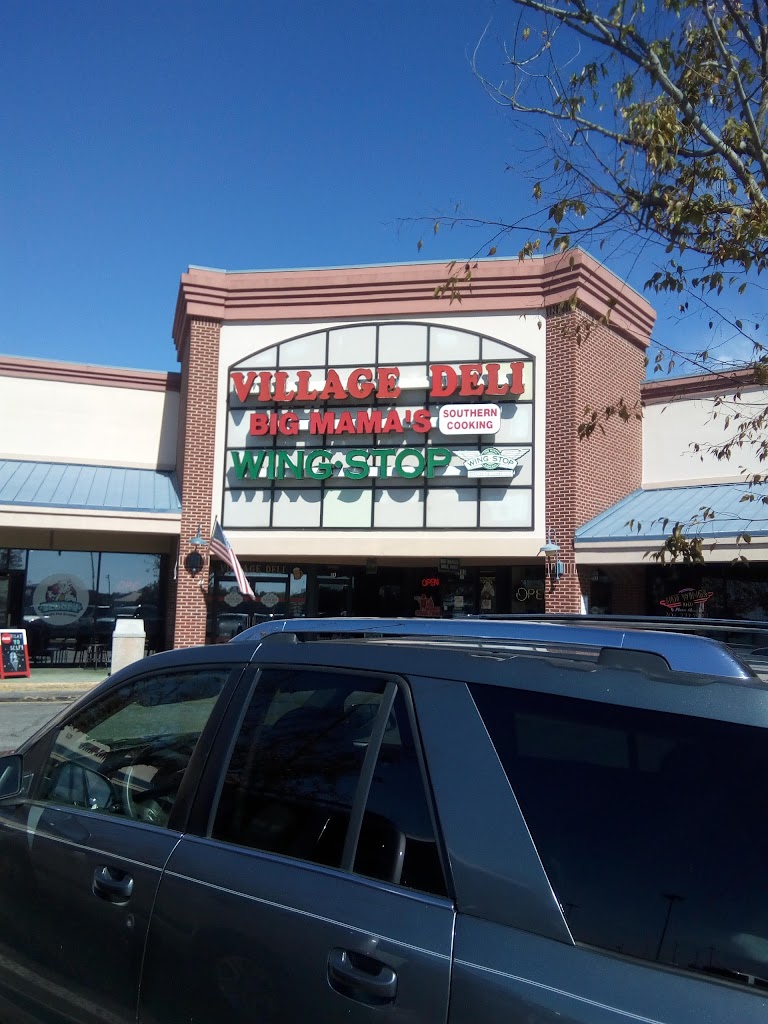 VILLAGE DELI
BIG MAMA'S
SOUTHERN
COOKING
WING·STOP
WING STOP
OPEN